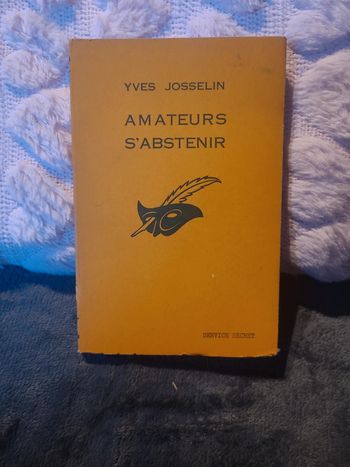 YVES JOSSELIN
AMATEURS
S'ABSTENIR
SERVICE SECRET